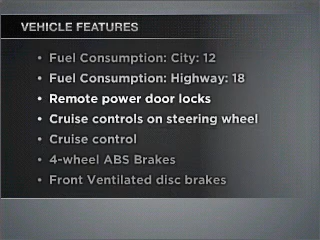 VEHICLE FEATURES
• Fuel Consumption: City: 12
• Fuel Consumption: Highway: 18
• Remote power door locks
• Cruise controls on steering wheel
• Cruise control
• 4-wheel ABS Brakes
• Front Ventilated disc brakes